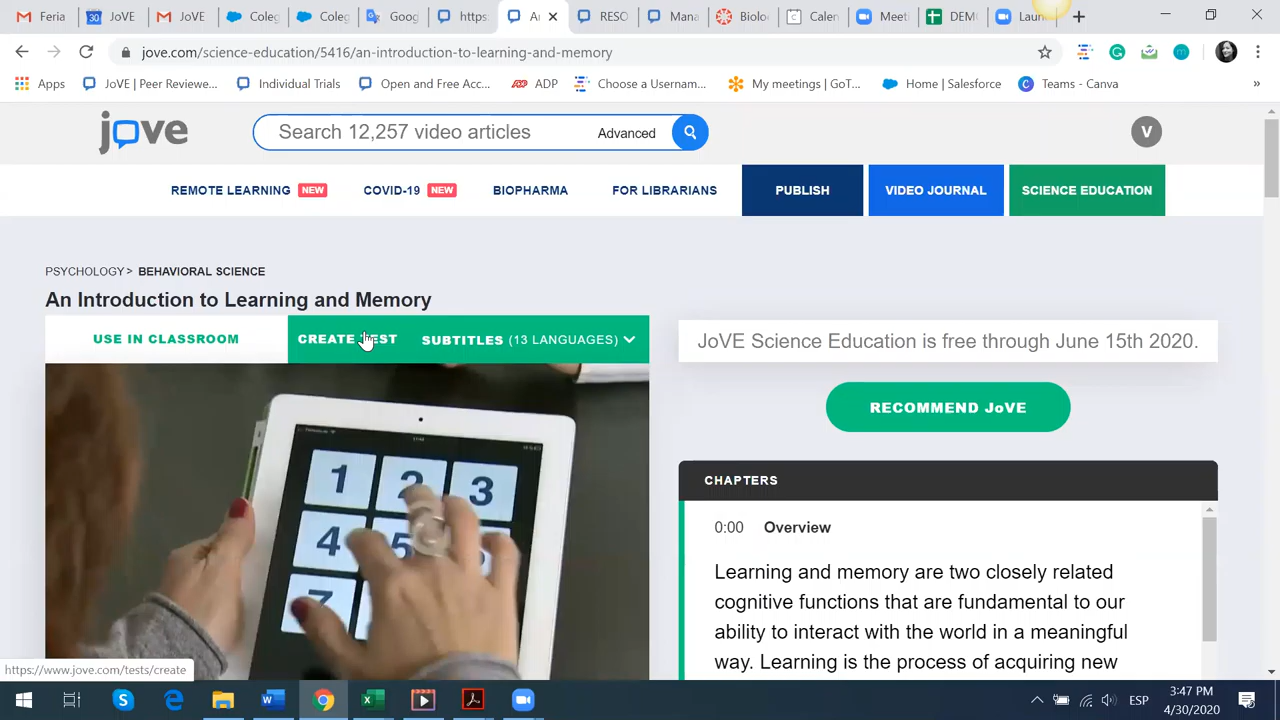 Feria
JoVE
JoVE
Coleg
Coleg
Goog
https:
A
RESO
Mana
Biolo
Calen
Meeti
DEM
Laun
jove.com/science-education/5416/an-introduction-to-learning-and-memory
Apps
JoVE | Peer Reviewe...
Individual Trials
Open and Free Acc...
ADP
Choose a Usernam...
My meetings | GoT...
Home | Salesforce
Teams - Canva
»
jove
Search 12,257 video articles
Advanced
V
REMOTE LEARNING NEW
COVID-19 NEW
BIOPHARMA
FOR LIBRARIANS
PUBLISH
VIDEO JOURNAL
SCIENCE EDUCATION
PSYCHOLOGY> BEHAVIORAL SCIENCE
An Introduction to Learning and Memory
USE IN CLASSROOM
CREATE TEST
SUBTITLES (13 LANGUAGES)
JoVE Science Education is free through June 15th 2020.
RECOMMEND JoVE
CHAPTERS
0:00 Overview
Learning and memory are two closely related
cognitive functions that are fundamental to our
ability to interact with the world in a meaningful
way. Learning is the process of acquiring new
1 2 3
4 5
7
https://www.jove.com/tests/create
ESP
3:47 PM
4/30/2020